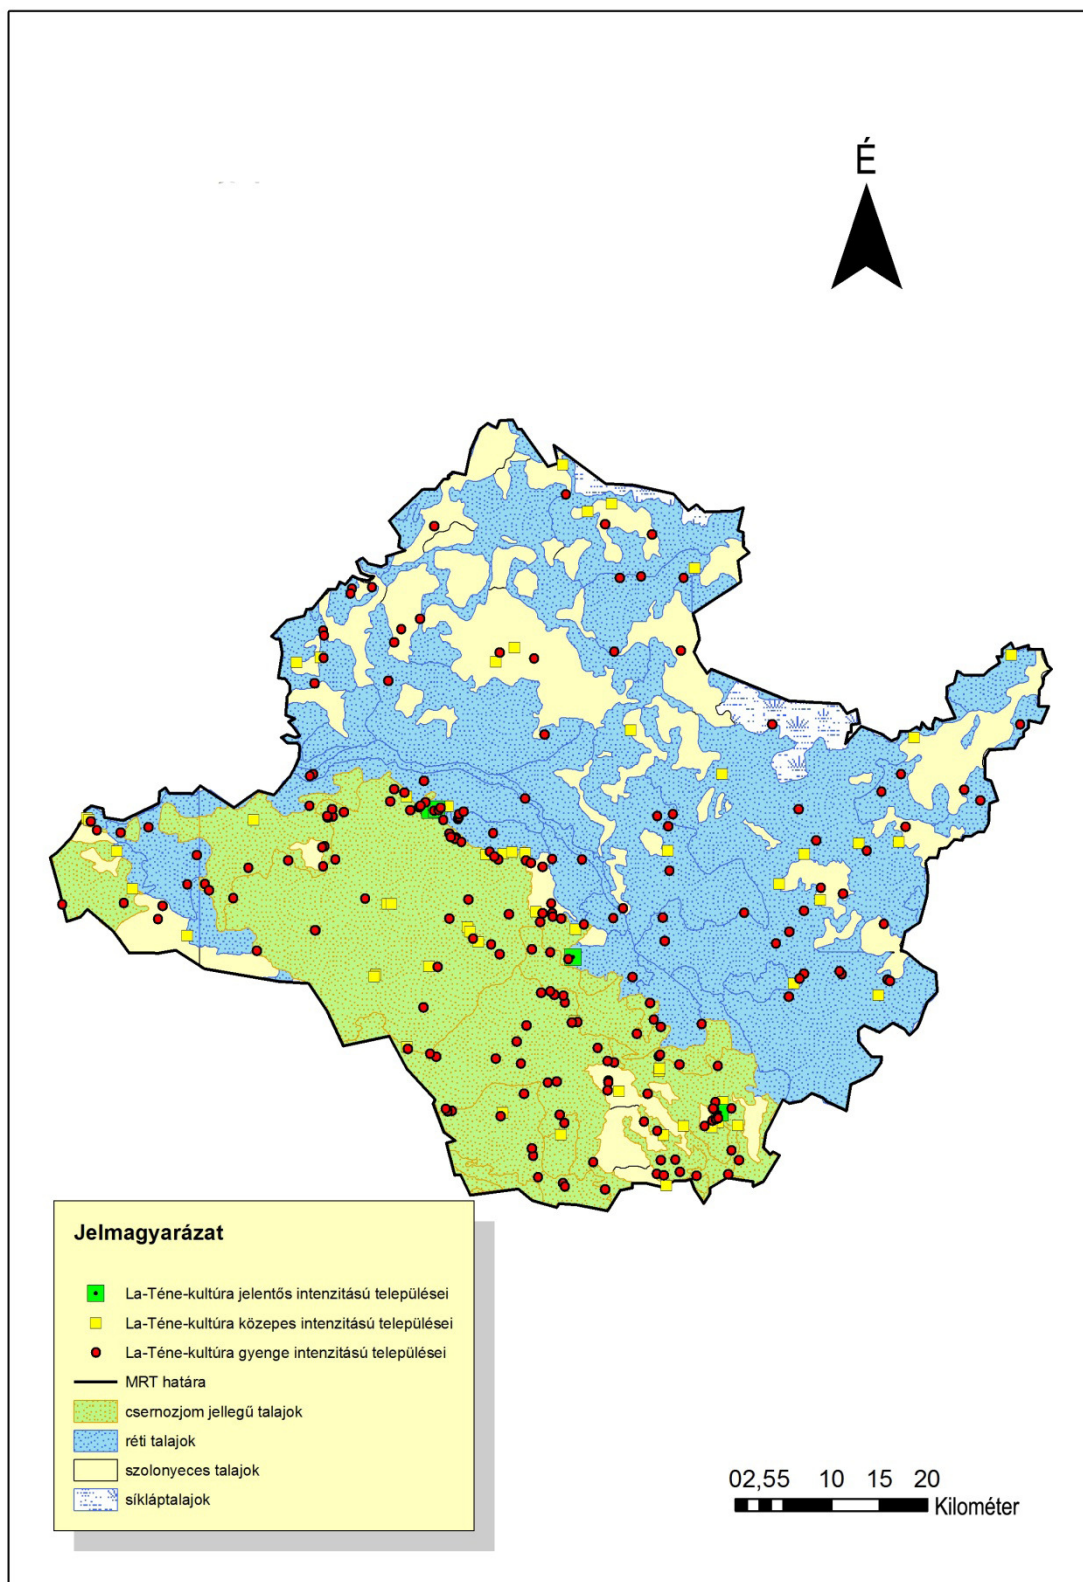 É
Jelmagyarázat
La-Téne-kultúra jelentős intenzitású települései
La-Téne-kultúra közepes intenzitású települései
La-Téne-kultúra gyenge intenzitású települései
MRT határa
csernozjom jellegű talajok
réti talajok
szolonyeces talajok
síkláptalajok
02,55 10 15 20
Kilométer